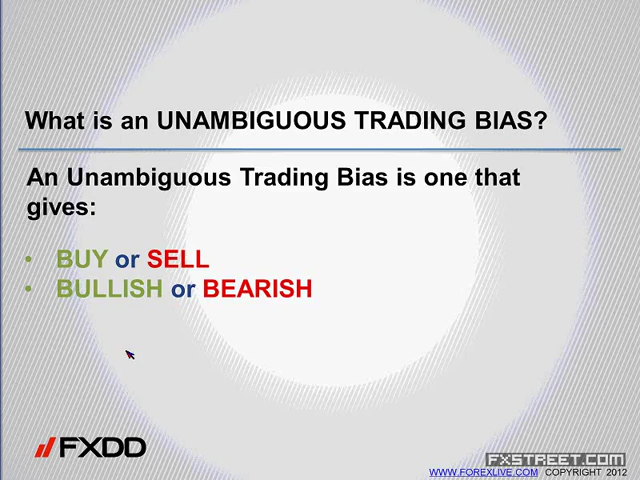 What is an UNAMBIGUOUS TRADING BIAS?
An Unambiguous Trading Bias is one that
gives:
• BUY or SELL
• BULLISH or BEARISH
FXDD
FXSTREET.COM
WWW.FOREXLIVE.COM COPYRIGHT 2012